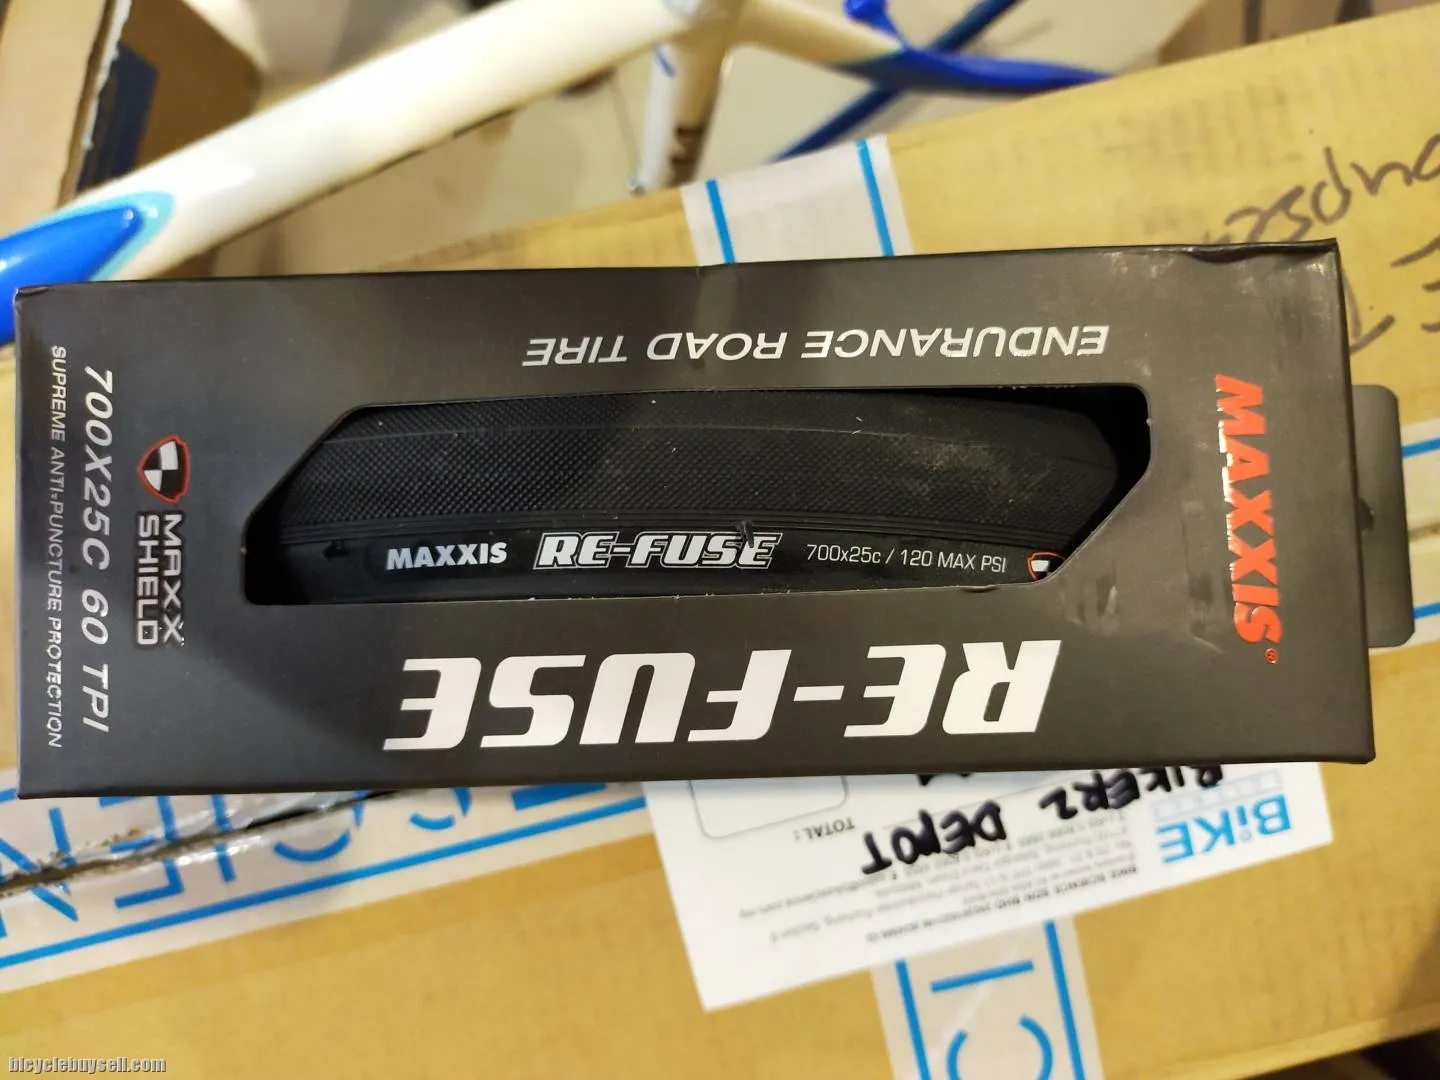 ENDURANCE ROAD TIRE
MAXXIS®
MAXXIS RE-FUSE 700x25c / 120 MAX PSI
RE-FUSE
MAXX
SHIELD
700X25C 60 TPI
SUPREME ANTI-PUNCTURE PROTECTION
BiKE
BIKERZ DEPOT
TOTAL:
bicyclebuysell.com